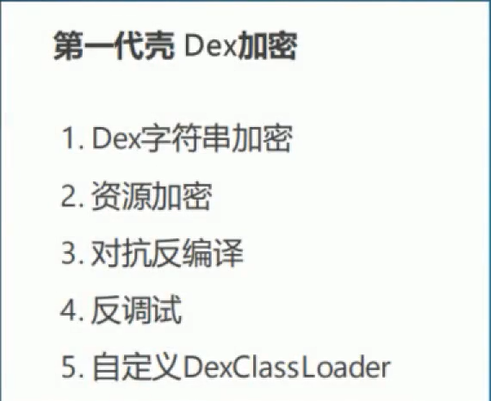 第一代壳 Dex加密
1. Dex字符串加密
2. 资源加密
3. 对抗反编译
4. 反调试
5. 自定义DexClassLoader